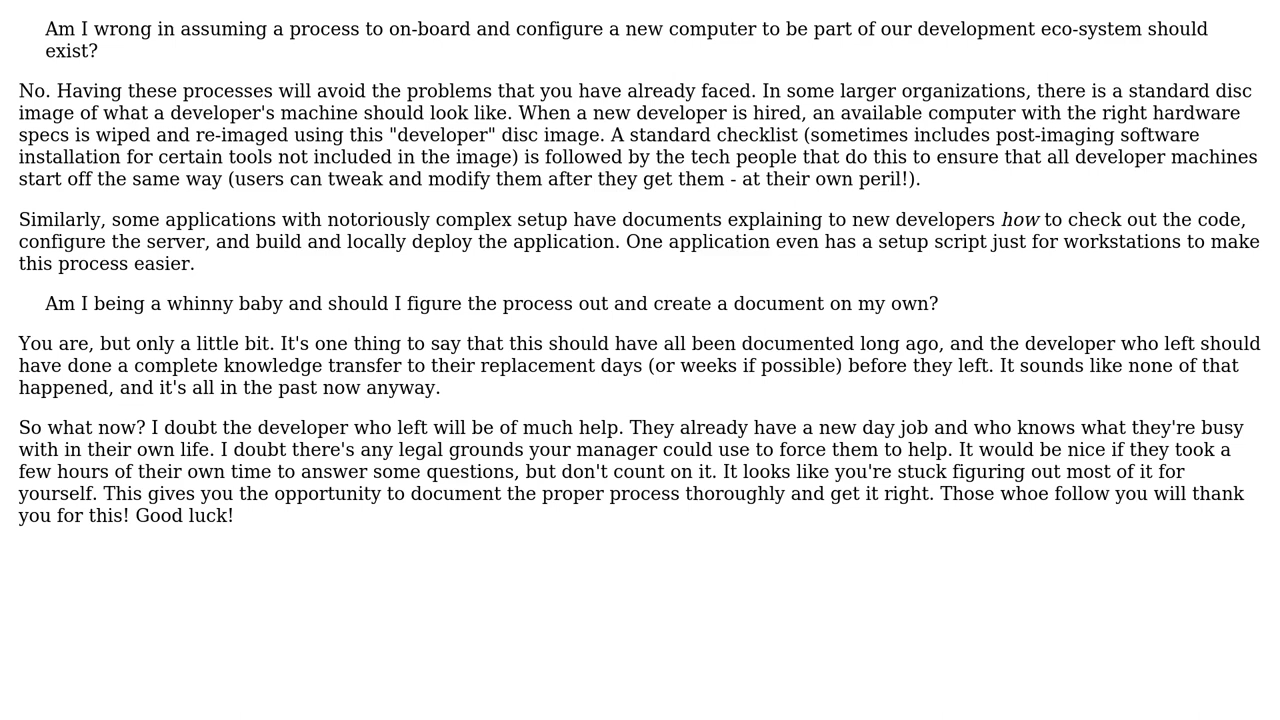 Am I wrong in assuming a process to on-board and configure a new computer to be part of our development eco-system should
exist?
No. Having these processes will avoid the problems that you have already faced. In some larger organizations, there is a standard disc
image of what a developer's machine should look like. When a new developer is hired, an available computer with the right hardware
specs is wiped and re-imaged using this "developer" disc image. A standard checklist (sometimes includes post-imaging software
installation for certain tools not included in the image) is followed by the tech people that do this to ensure that all developer machines
start off the same way (users can tweak and modify them after they get them - at their own peril!).
Similarly, some applications with notoriously complex setup have documents explaining to new developers how to check out the code,
configure the server, and build and locally deploy the application. One application even has a setup script just for workstations to make
this process easier.
Am I being a whinny baby and should I figure the process out and create a document on my own?
You are, but only a little bit. It's one thing to say that this should have all been documented long ago, and the developer who left should
have done a complete knowledge transfer to their replacement days (or weeks if possible) before they left. It sounds like none of that
happened, and it's all in the past now anyway.
So what now? I doubt the developer who left will be of much help. They already have a new day job and who knows what they're busy
with in their own life. I doubt there's any legal grounds your manager could use to force them to help. It would be nice if they took a
few hours of their own time to answer some questions, but don't count on it. It looks like you're stuck figuring out most of it for
yourself. This gives you the opportunity to document the proper process thoroughly and get it right. Those whoe follow you will thank
you for this! Good luck!